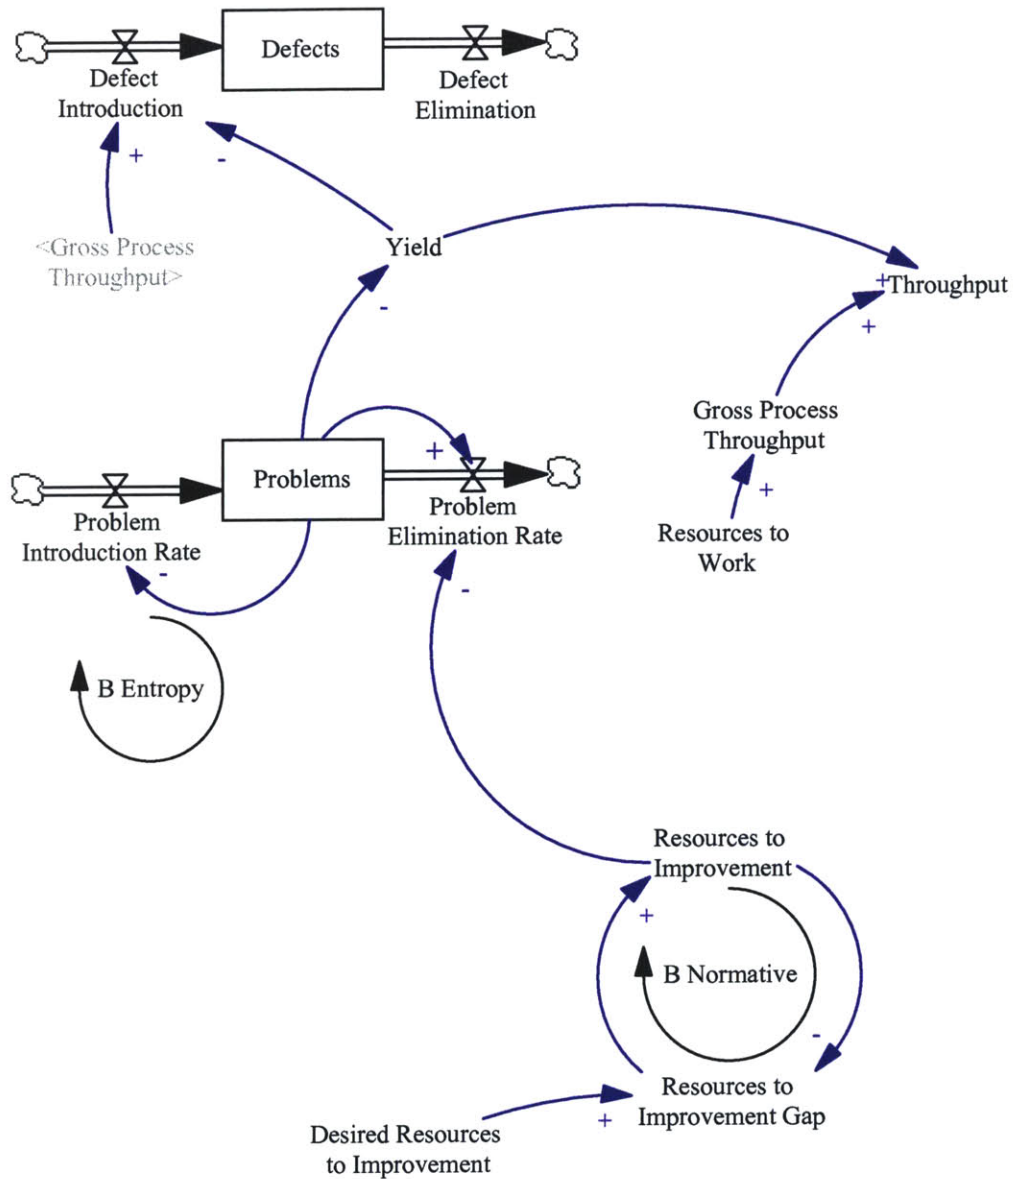 Defects
Defect
Introduction
Defect
Elimination
+
-
<Gross Process
Throughput>
Yield
-
+
Throughput
+
Gross Process
Throughput
+
Resources to
Work
Problems
+
Problem
Introduction Rate
Problem
Elimination Rate
-
-
B Entropy
Resources to
Improvement
+
B Normative
-
Resources to
Improvement Gap
+
Desired Resources
to Improvement